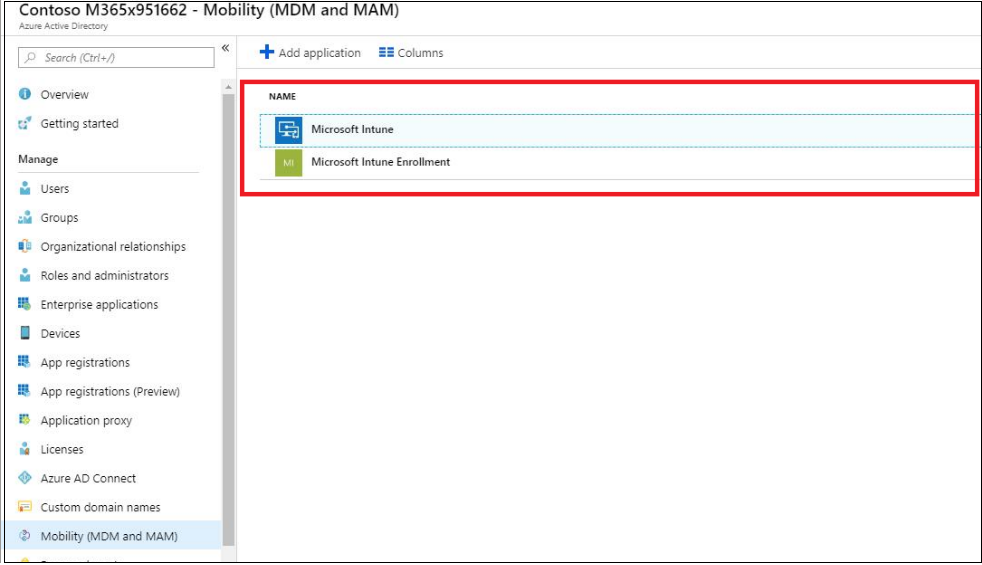 Contoso M365x951662 - Mobility (MDM and MAM)
Azure Active Directory
Search (Ctrl+/)
«
Add application
Columns
Overview
Getting started
Manage
Users
Groups
Organizational relationships
Roles and administrators
Enterprise applications
Devices
App registrations
App registrations (Preview)
Application proxy
Licenses
Azure AD Connect
Custom domain names
Mobility (MDM and MAM)
NAME
Microsoft Intune
MI
Microsoft Intune Enrollment